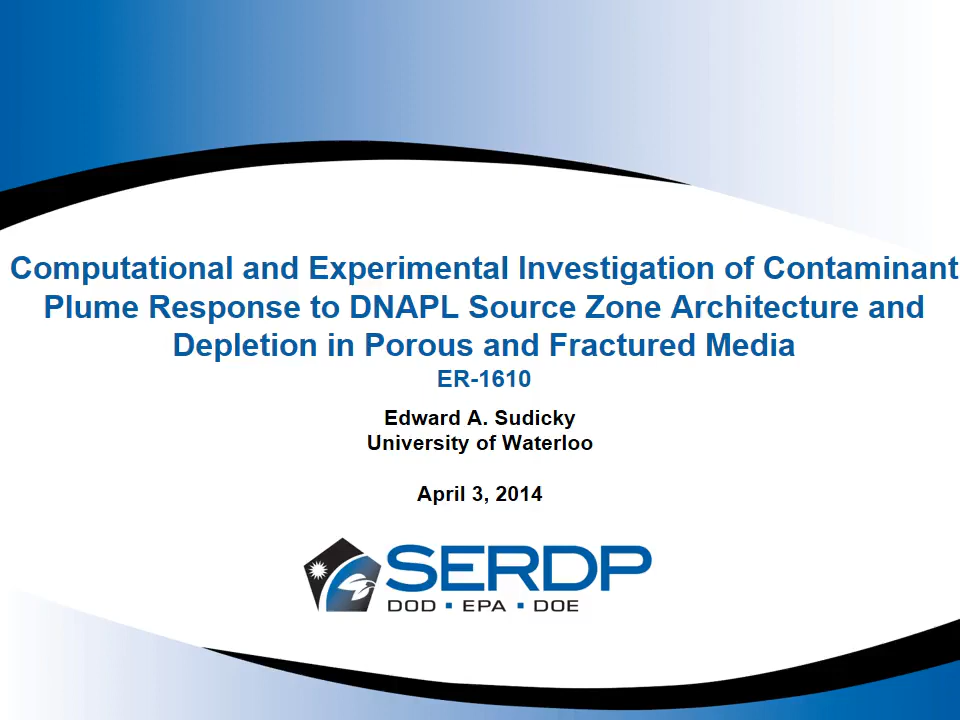 Computational and Experimental Investigation of Contaminant
Plume Response to DNAPL Source Zone Architecture and
Depletion in Porous and Fractured Media
ER-1610
Edward A. Sudicky
University of Waterloo
April 3, 2014
SERDP
DOD ▪ EPA ▪ DOE